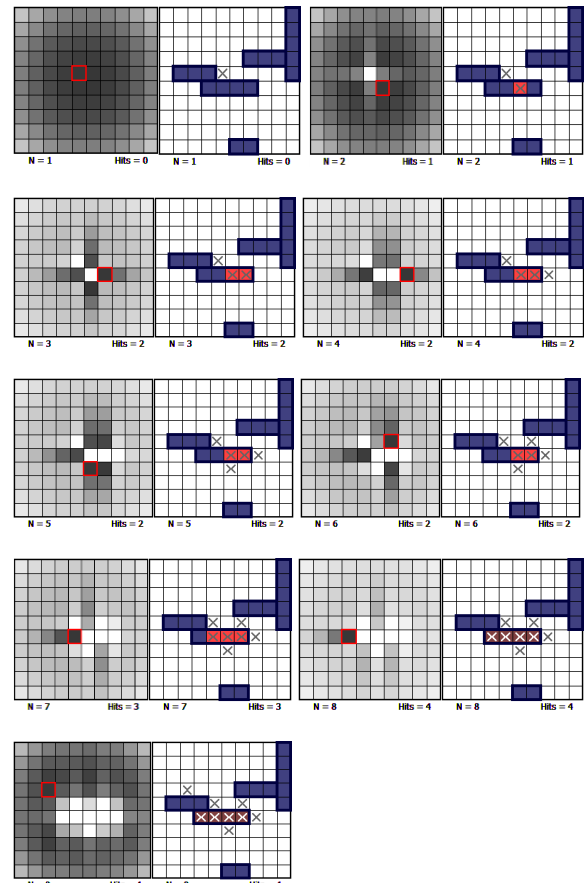 N = 1 Hits = 0 N = 1 Hits = 0 N = 2 Hits = 1 N = 2 Hits = 1
N = 3 Hits = 2 N = 3 Hits = 2 N = 4 Hits = 2 N = 4 Hits = 2
N = 5 Hits = 2 N = 5 Hits = 2 N = 6 Hits = 2 N = 6 Hits = 2
N = 7 Hits = 3 N = 7 Hits = 3 N = 8 Hits = 4 N = 8 Hits = 4